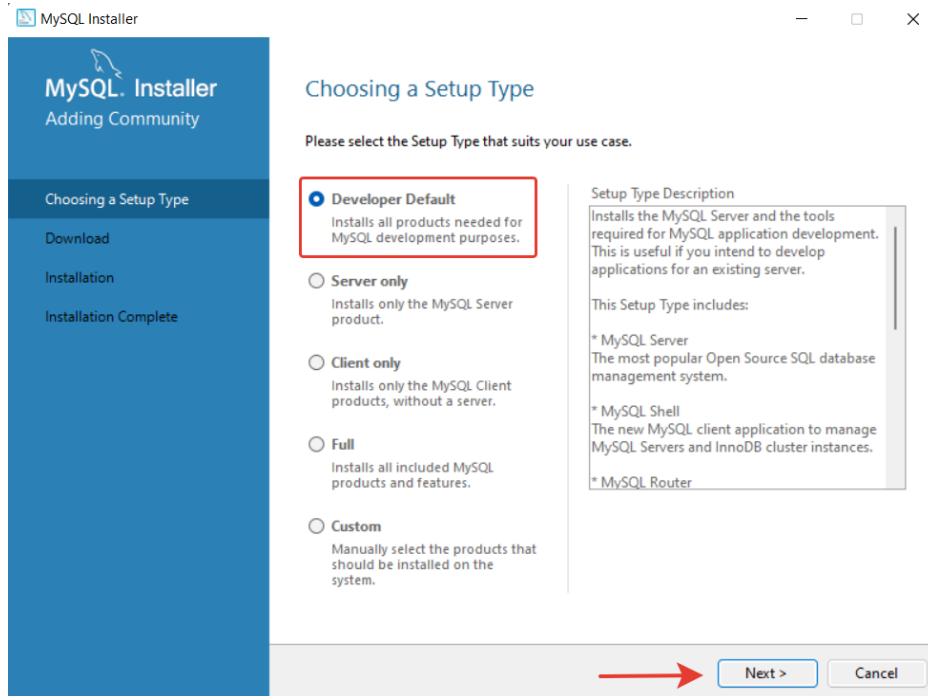 MySQL Installer
MySQL. Installer
Adding Community
Choosing a Setup Type
Download
Installation
Installation Complete
Choosing a Setup Type
Please select the Setup Type that suits your use case.
Developer Default
Installs all products needed for
MySQL development purposes.
Server only
Installs only the MySQL Server
product.
Client only
Installs only the MySQL Client
products, without a server.
Full
Installs all included MySQL
products and features.
Custom
Manually select the products that
should be installed on the
system.
Setup Type Description
Installs the MySQL Server and the tools
required for MySQL application development.
This is useful if you intend to develop
applications for an existing server.
This Setup Type includes:
* MySQL Server
The most popular Open Source SQL database
management system.
* MySQL Shell
The new MySQL client application to manage
MySQL Servers and InnoDB cluster instances.
* MySQL Router
Next >
Cancel